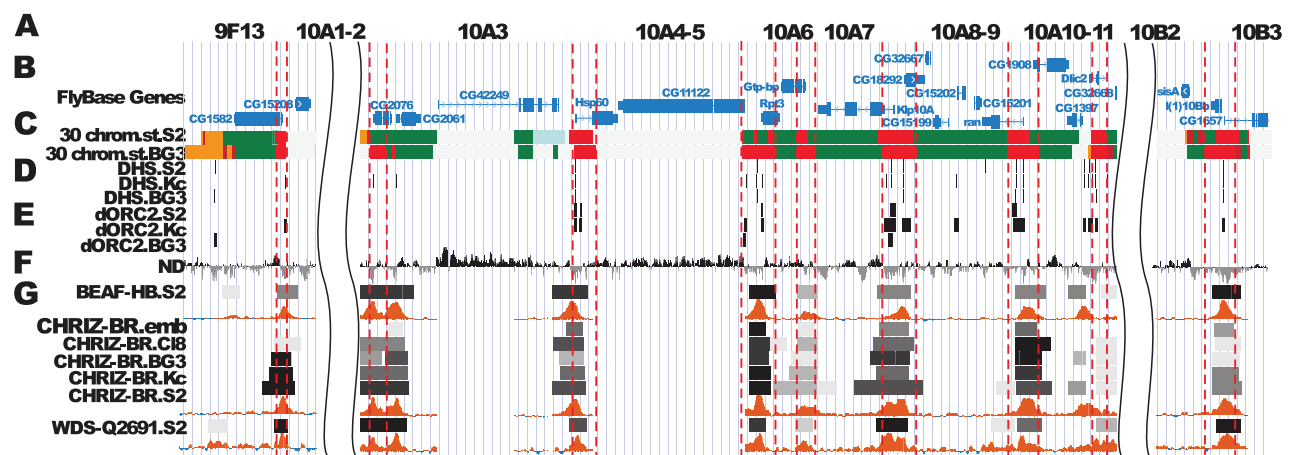 A 9F13 10A1-2 10A3 10A4-5 10A6 10A7 10A8-9 10A10-11 10B2 10B3
B
FlyBase Genes
CG1582 CG15208 CG2076 CG2061 CG42249 Hsp60 CG11122 Gtp-bp Rpt3 CG32667 CG18292 Klp10A CG15199 CG15202 CG15201 ran CG1908 Dlic2 CG32668 CG1397 sisA l(1)10Bb CG1657
C
30 chrom.st.S2
30 chrom.st.BG3
D
DHS.S2
DHS.Kc
DHS.BG3
E
dORC2.S2
dORC2.Kc
dORC2.BG3
F
ND
G
BEAF-HB.S2
CHRIZ-BR.emb
CHRIZ-BR.Cl8
CHRIZ-BR.BG3
CHRIZ-BR.Kc
CHRIZ-BR.S2
WDS-Q2691.S2